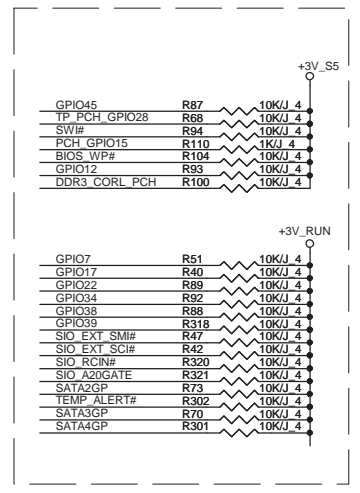 +3V_S5
GPIO45 R87 10K/J_4
TP_PCH_GPIO28 R68 10K/J_4
SWI# R94 10K/J_4
PCH_GPIO15 R110 1K/J_4
BIOS_WP# R104 10K/J_4
GPIO12 R93 10K/J_4
DDR3_CORL_PCH R100 10K/J_4
+3V_RUN
GPIO7 R51 10K/J_4
GPIO17 R40 10K/J_4
GPIO22 R89 10K/J_4
GPIO34 R92 10K/J_4
GPIO38 R88 10K/J_4
GPIO39 R318 10K/J_4
SIO_EXT_SMI# R47 10K/J_4
SIO_EXT_SCI# R42 10K/J_4
SIO_RCIN# R320 10K/J_4
SIO_A20GATE R321 10K/J_4
SATA2GP R73 10K/J_4
TEMP_ALERT# R302 10K/J_4
SATA3GP R70 10K/J_4
SATA4GP R301 10K/J_4